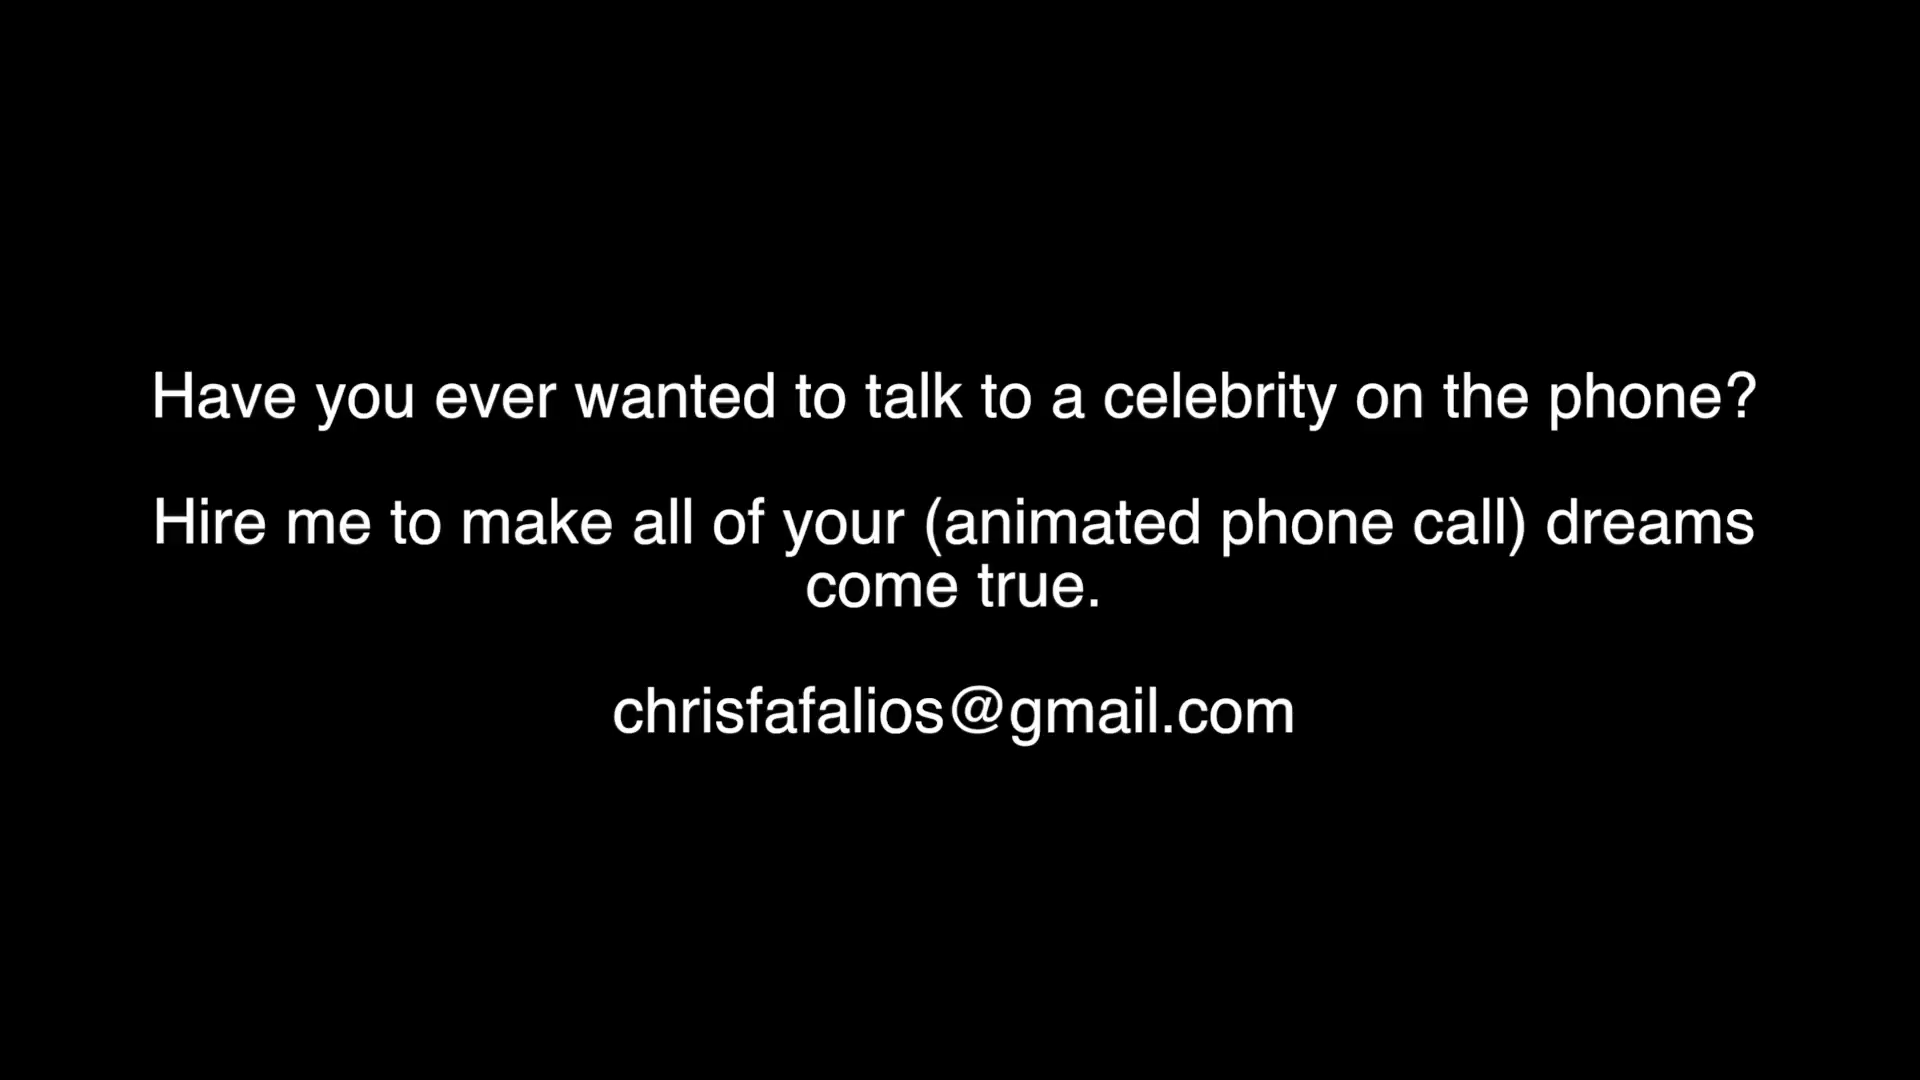 Have you ever wanted to talk to a celebrity on the phone?
Hire me to make all of your (animated phone call) dreams
come true.
chrisfafalios@gmail.com